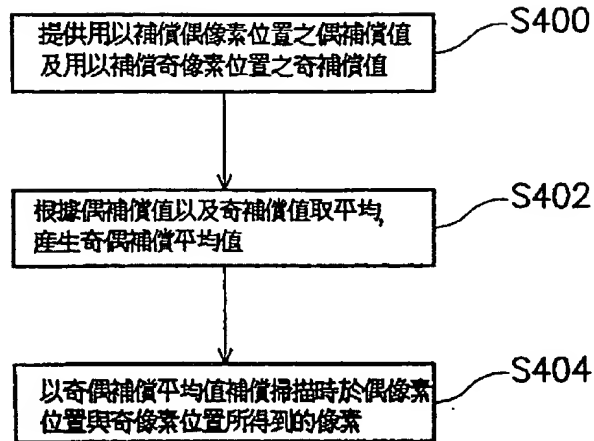 提供用以補償偶像素位置之偶補償值
及用以補償奇像素位置之奇補償值
S400
根據偶補償值以及奇補償值取平均,
産生奇偶補償平均值
S402
以奇偶補償平均值補償掃描時於偶像素
位置與奇像素位置所得到的像素
S404